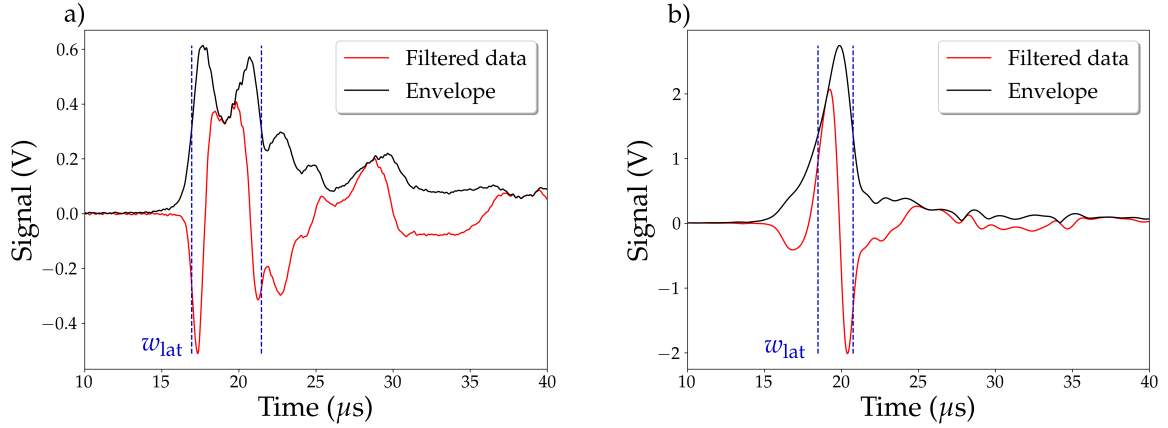 a)
Signal (V)
0.6
0.4
0.2
0.0
−0.2
−0.4
Filtered data
Envelope
wlat
10 15 20 25 30 35 40
Time (μs)
b)
Signal (V)
2
1
0
−1
−2
Filtered data
Envelope
wlat
10 15 20 25 30 35 40
Time (μs)